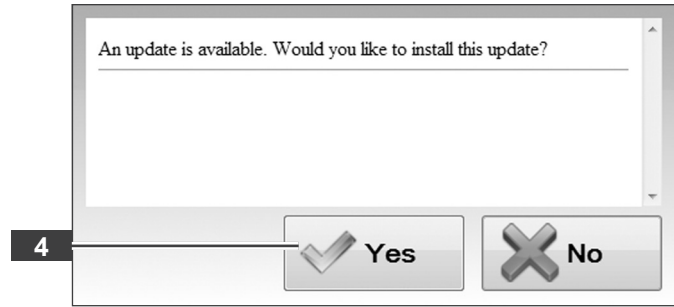 An update is available. Would you like to install this update?
4
Yes
No